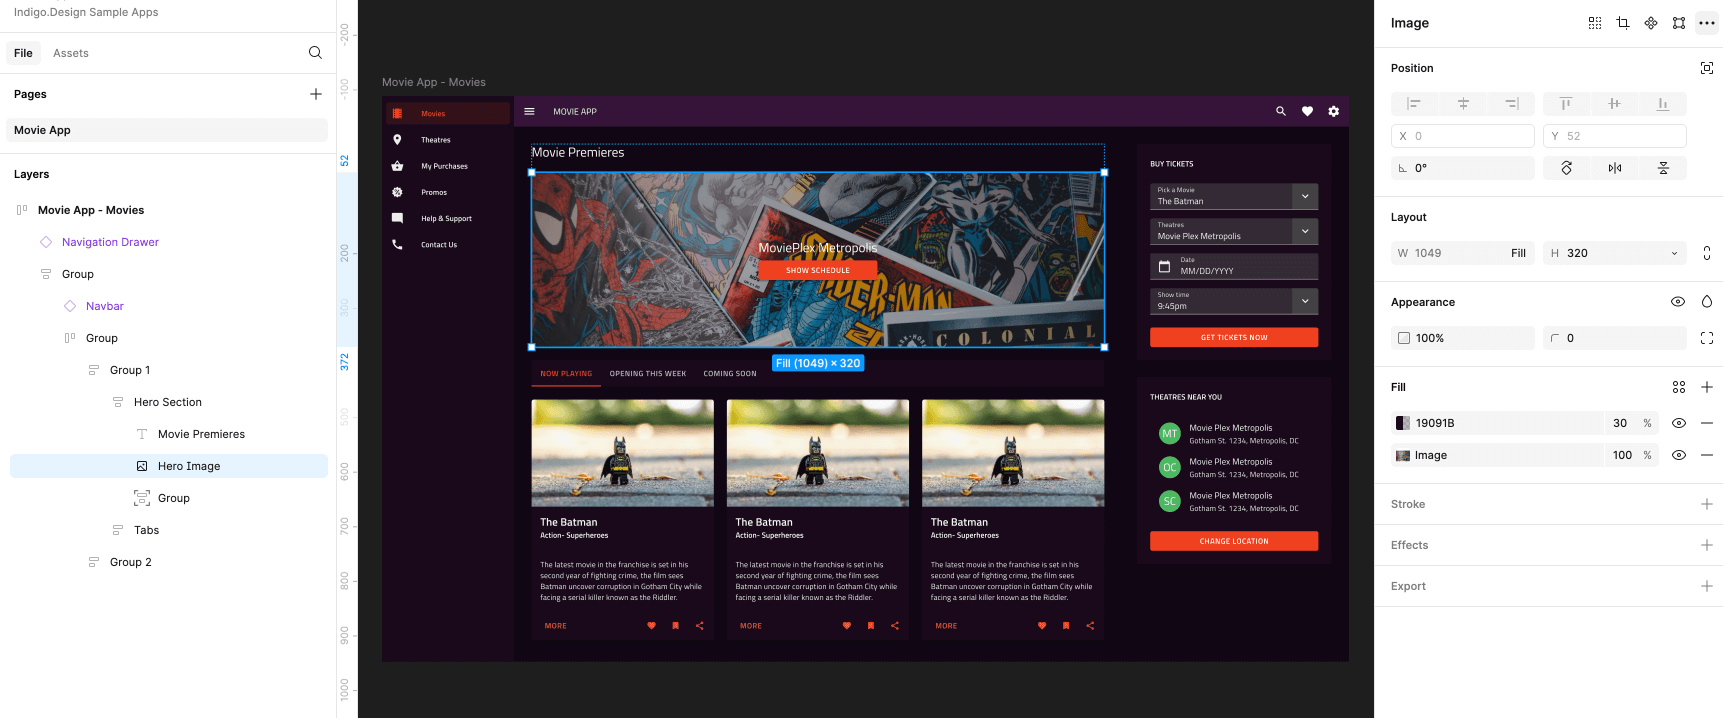 Indigo.Design Sample Apps
File
Assets
Pages
Movie App
Layers
Movie App - Movies
Navigation Drawer
Group
Navbar
Group
Group 1
Hero Section
Movie Premieres
Hero Image
Group
Tabs
Group 2
-200
-100
52
200
300
372
500
600
700
800
900
1000
Movie App - Movies
Movies
Theatres
My Purchases
Promos
Help & Support
Contact Us
MOVIE APP
Movie Premieres
MoviePlex Metropolis
SHOW SCHEDULE
SPIDER-MAN
COLONIAL
Fill (1049) × 320
NOW PLAYING
OPENING THIS WEEK
COMING SOON
The Batman
Action- Superheroes
The latest movie in the franchise is set in his
second year of fighting crime, the film sees
Batman uncover corruption in Gotham City while
facing a serial killer known as the Riddler.
MORE
The Batman
Action- Superheroes
The latest movie in the franchise is set in his
second year of fighting crime, the film sees
Batman uncover corruption in Gotham City while
facing a serial killer known as the Riddler.
MORE
The Batman
Action- Superheroes
The latest movie in the franchise is set in his
second year of fighting crime, the film sees
Batman uncover corruption in Gotham City while
facing a serial killer known as the Riddler.
MORE
BUY TICKETS
Pick a Movie
The Batman
Theatres
Movie Plex Metropolis
Date
MM/DD/YYYY
Show time
9:45pm
GET TICKETS NOW
THEATRES NEAR YOU
MT
Movie Plex Metropolis
Gotham St. 1234, Metropolis, DC
OC
Movie Plex Metropolis
Gotham St. 1234, Metropolis, DC
SC
Movie Plex Metropolis
Gotham St. 1234, Metropolis, DC
CHANGE LOCATION
Image
Position
X 0
Y 52
0°
Layout
W 1049 Fill
H 320
Appearance
100%
0
Fill
19091B 30 %
Image 100 %
Stroke
Effects
Export